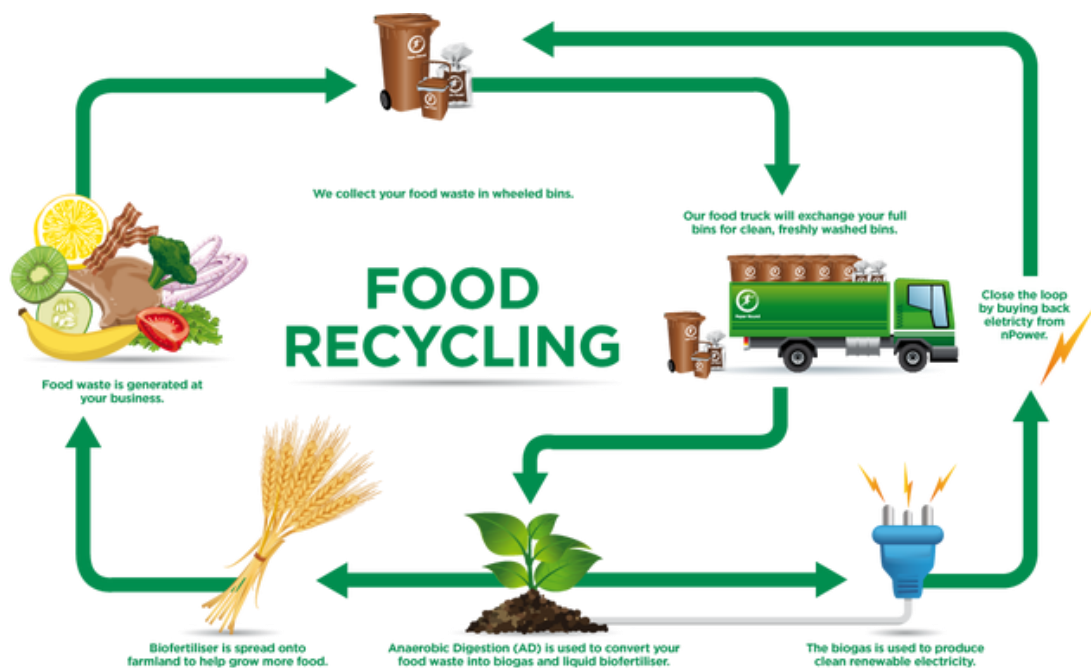 We collect your food waste in wheeled bins.
Our food truck will exchange your full
bins for clean, freshly washed bins.
FOOD
RECYCLING
Close the loop
by buying back
eletricty from
nPower.
Food waste is generated at
your business.
Biofertiliser is spread onto
farmland to help grow more food.
Anaerobic Digestion (AD) is used to convert your
food waste into biogas and liquid biofertiliser.
The biogas is used to produce
clean renewable electricity.